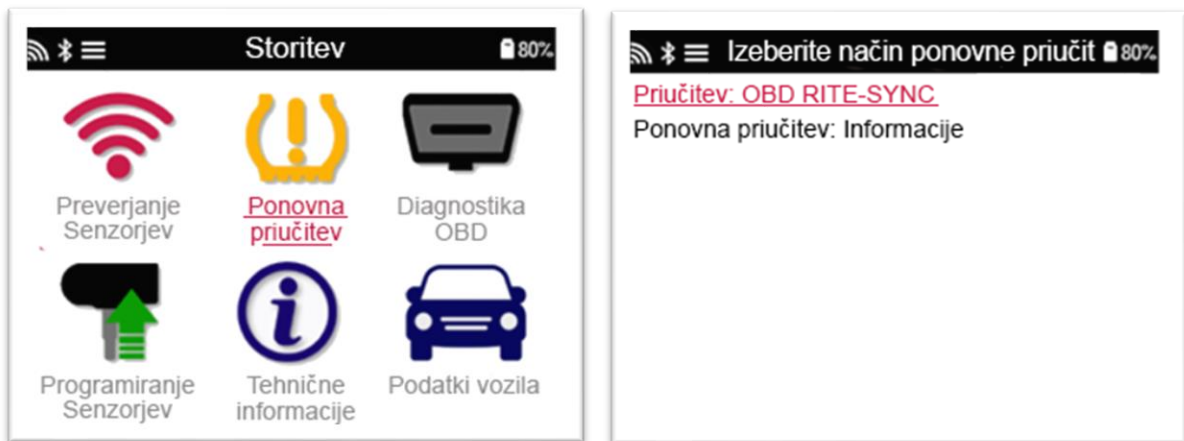 Storitev
80%
Preverjanje
Senzorjev
Ponovna
priučitev
Diagnostika
OBD
Programiranje
Senzorjev
Tehnične
informacije
Podatki vozila
Izeberite način ponovne priučit
80%
Priučitev: OBD RITE-SYNC
Ponovna priučitev: Informacije